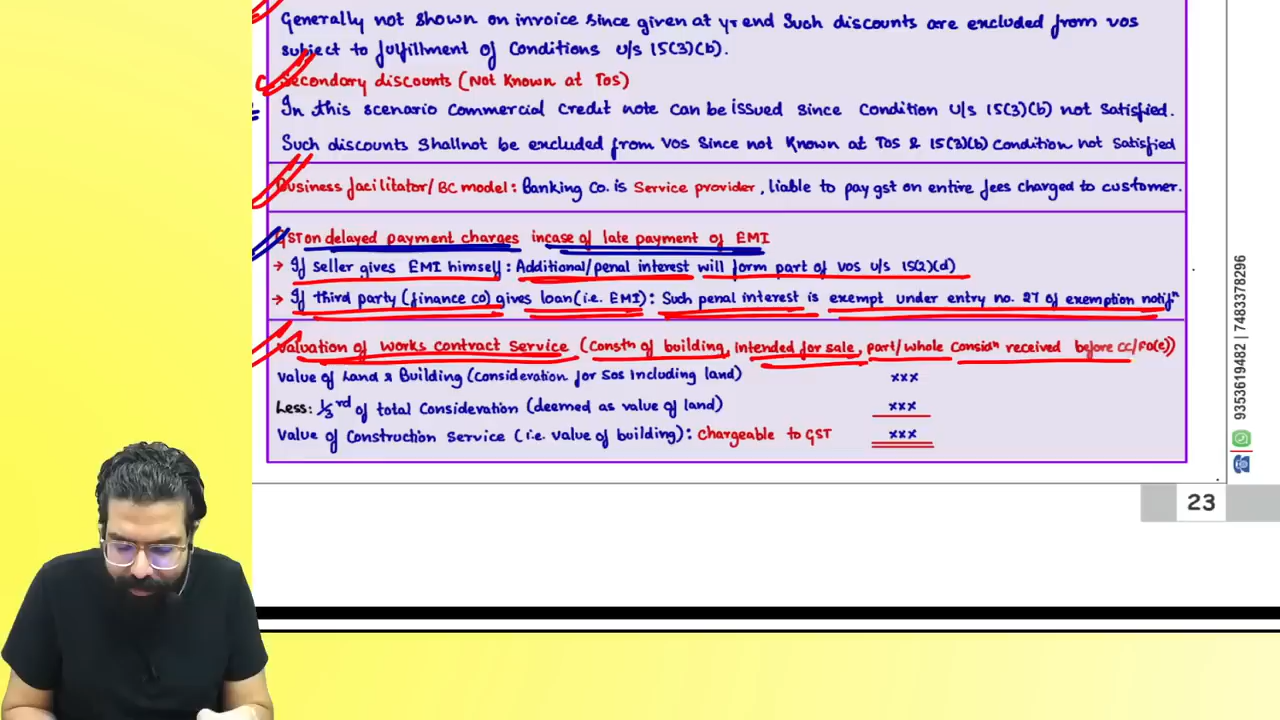 Generally not shown on invoice since given at yr end Such discounts are excluded from vos
subject to fulfillment of Conditions u/s 15(3)(b).
Secondary discounts (Not Known at TOS)
In this scenario Commercial Credit note can be issued since Condition u/s 15(3)(b) not satisfied.
Such discounts Shallnot be excluded from vos Since not Known at TOS & 15(3)(b) Condition not Satisfied
Business facilitator/BC model: Banking Co. is Service provider, liable to pay gst on entire fees charged to customer.
GST on delayed payment charges incase of late payment of EMI
→ If seller gives EMI himself: Additional/penal interest will form part of vos u/s 15(2)(d)
→ If third party (finance co) gives loan (i.e. EMI): Such penal interest is exempt under entry no. 27 of exemption notifⁿ
Valuation of Works contract Service (Constⁿ of building, intended for sale, part/whole Considⁿ received before CC/FO(E))
Value of Land & Building (Consideration for SOS Including land) xxx
Less: 1/3rd of total Consideration (deemed as value of land) xxx
Value of Construction Service (i.e. value of building): Chargeable to GST xxx
23
9353619482 | 7483378296